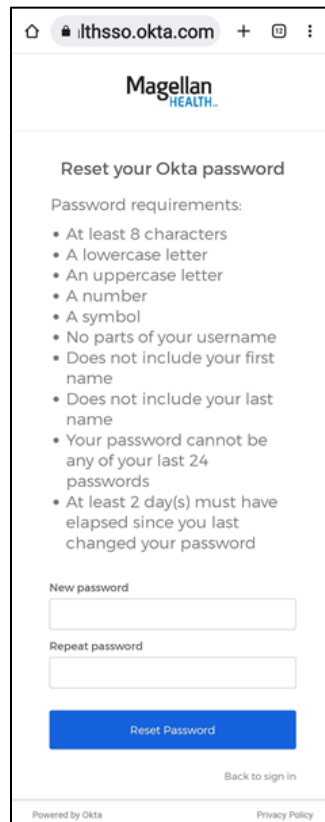 lthsso.okta.com + 12
Magellan
HEALTH
Reset your Okta password
Password requirements:
• At least 8 characters
• A lowercase letter
• An uppercase letter
• A number
• A symbol
• No parts of your username
• Does not include your first
name
• Does not include your last
name
• Your password cannot be
any of your last 24
passwords
• At least 2 day(s) must have
elapsed since you last
changed your password
New password
Repeat password
Reset Password
Back to sign in
Powered by Okta Privacy Policy